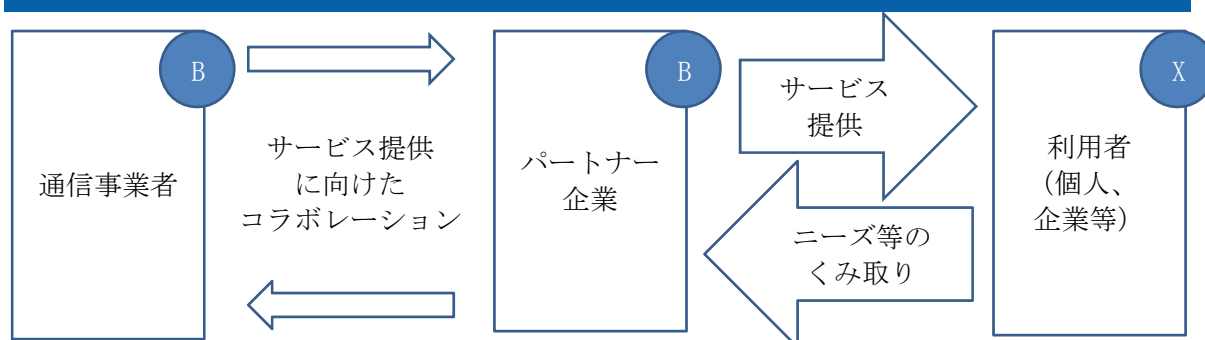 B
通信事業者
サービス提供
に向けた
コラボレーション
B
パートナー
企業
サービス
提供
ニーズ等の
くみ取り
X
利用者
（個人、
企業等）